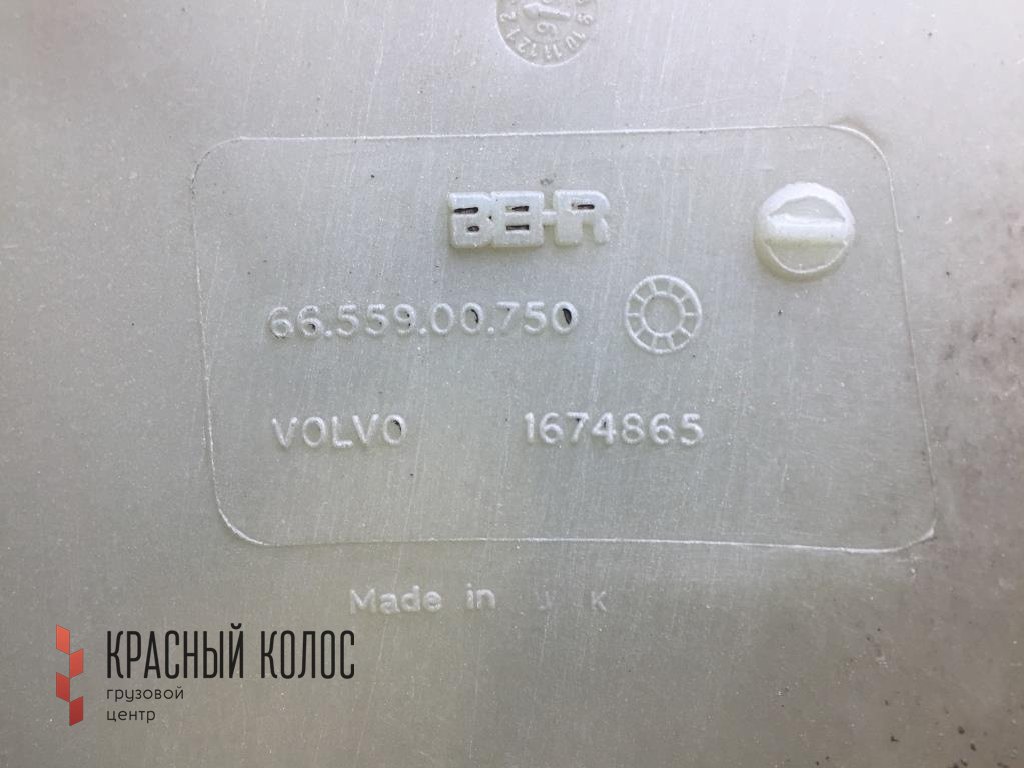 BEHR
66.559.00.750
VOLVO 1674865
Made in U K
КРАСНЫЙ КОЛОС
грузовой
центр